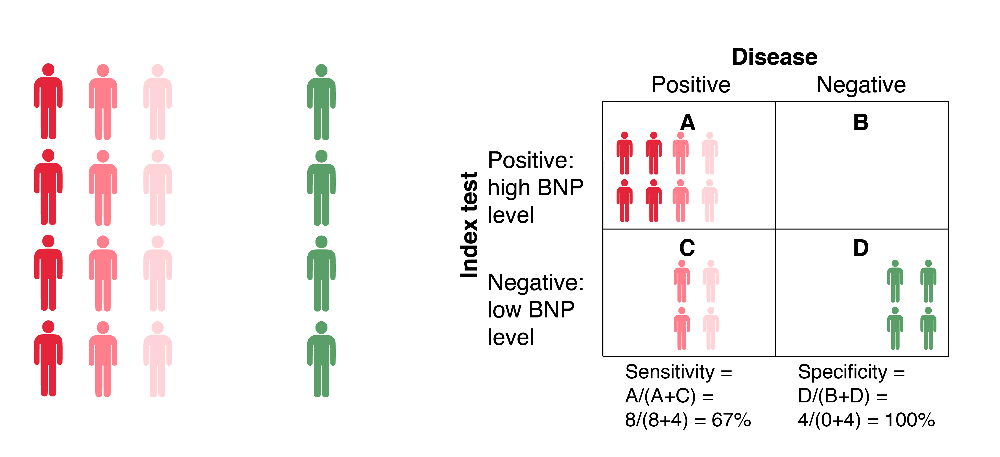 Disease
Positive
Negative
A
B
Index test
Positive:
high BNP
level
C
D
Negative:
low BNP
level
Sensitivity =
A/(A+C) =
8/(8+4) = 67%
Specificity =
D/(B+D) =
4/(0+4) = 100%